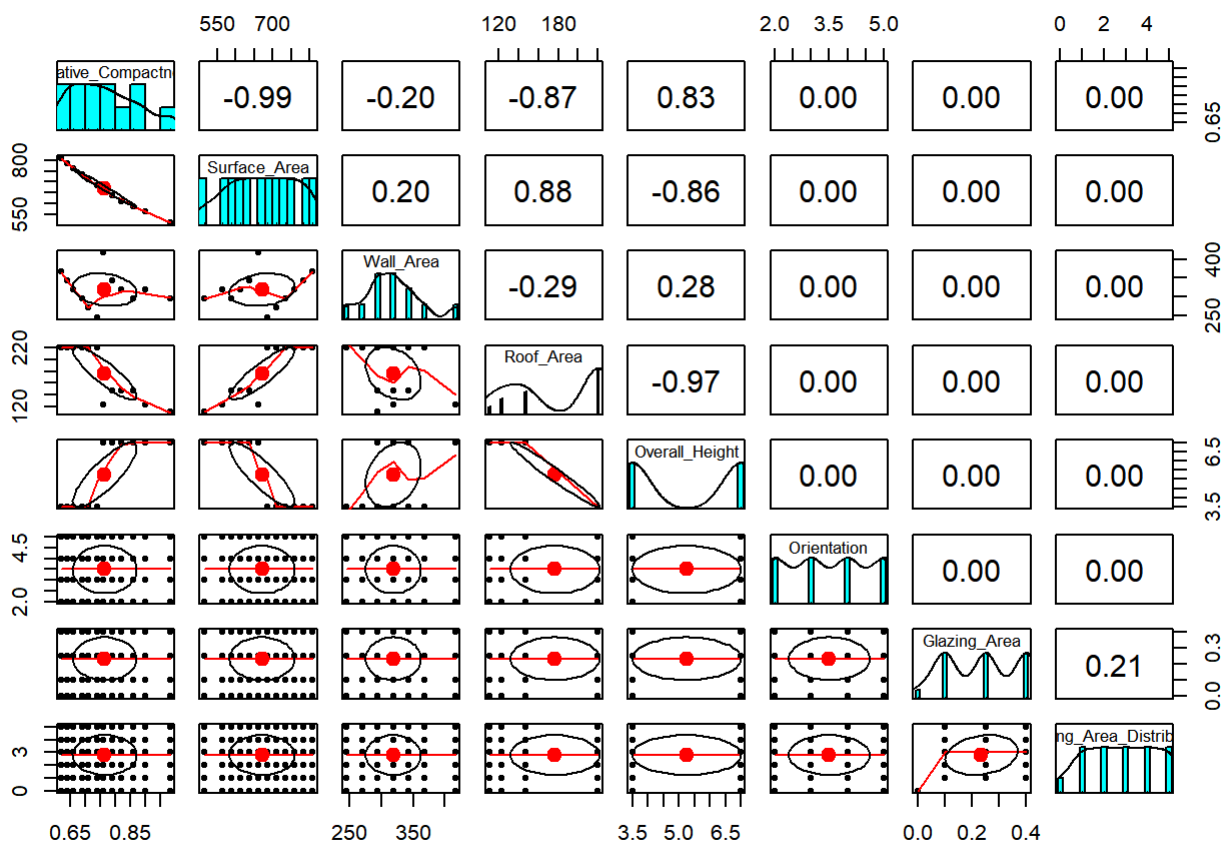 550 700 120 180 2.0 3.0 4.0 5.0 0 2 4
ative_Compactne
-0.99 -0.20 -0.87 0.83 0.00 0.00 0.00
0.65
550 800
Surface_Area
0.20 0.88 -0.86 0.00 0.00 0.00
Wall_Area
-0.29 0.28 0.00 0.00 0.00
250 400
120 220
Roof_Area
-0.97 0.00 0.00 0.00
Overall_Height
0.00 0.00 0.00
3.5 5.0 6.5
2.0 4.5
Orientation
0.00 0.00
Glazing_Area
0.21
0.0 0.3
0 3
ng_Area_Distrib
0.65 0.85 250 350 3.5 5.0 6.5 0.0 0.2 0.4